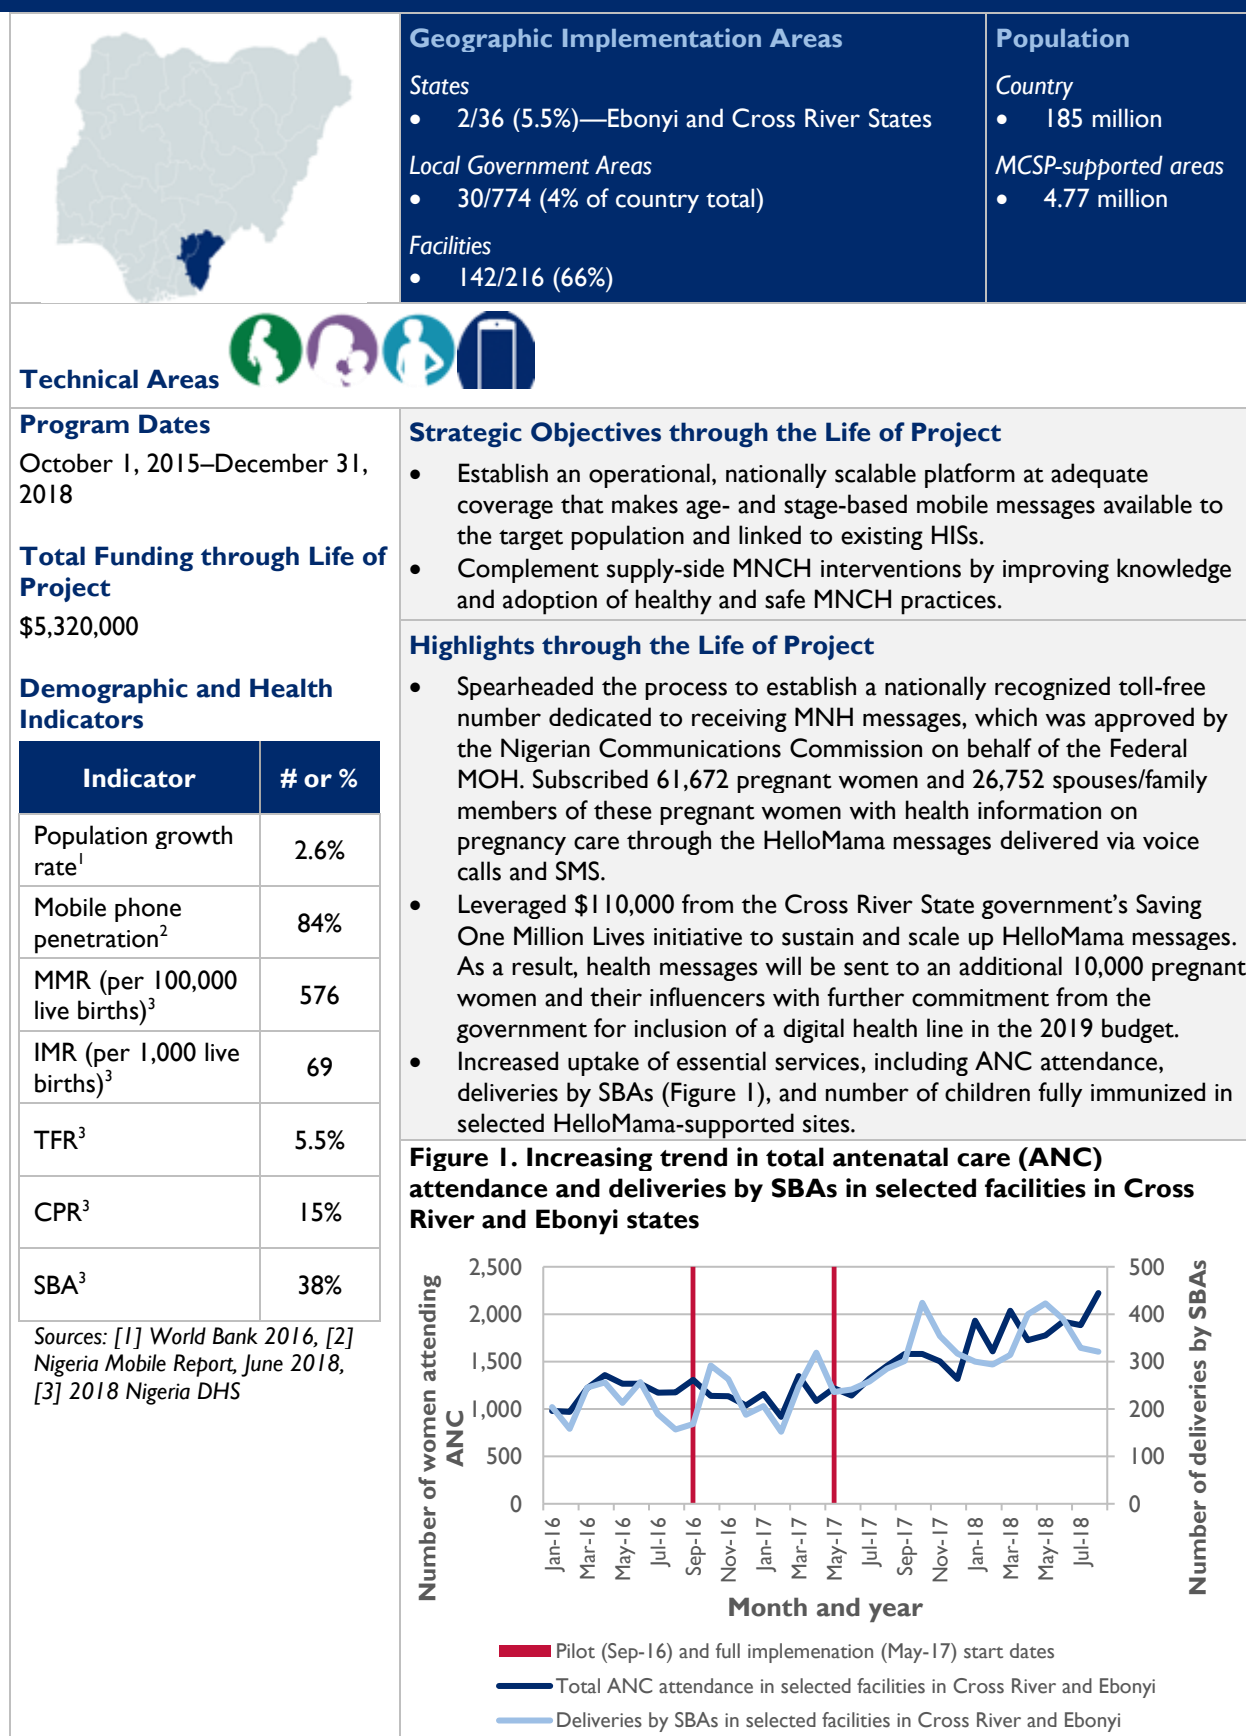 Geographic Implementation Areas
States
• 2/36 (5.5%)—Ebonyi and Cross River States
Local Government Areas
• 30/774 (4% of country total)
Facilities
• 142/216 (66%)
Population
Country
• 185 million
MCSP-supported areas
• 4.77 million
Technical Areas
Program Dates
October 1, 2015–December 31,
2018
Total Funding through Life of
Project
$5,320,000
Demographic and Health
Indicators
Indicator # or %
Population growth
rate¹ 2.6%
Mobile phone
penetration² 84%
MMR (per 100,000
live births)³ 576
IMR (per 1,000 live
births)³ 69
TFR³ 5.5%
CPR³ 15%
SBA³ 38%
Sources: [1] World Bank 2016, [2]
Nigeria Mobile Report, June 2018,
[3] 2018 Nigeria DHS
Strategic Objectives through the Life of Project
• Establish an operational, nationally scalable platform at adequate
coverage that makes age- and stage-based mobile messages available to
the target population and linked to existing HISs.
• Complement supply-side MNCH interventions by improving knowledge
and adoption of healthy and safe MNCH practices.
Highlights through the Life of Project
• Spearheaded the process to establish a nationally recognized toll-free
number dedicated to receiving MNH messages, which was approved by
the Nigerian Communications Commission on behalf of the Federal
MOH. Subscribed 61,672 pregnant women and 26,752 spouses/family
members of these pregnant women with health information on
pregnancy care through the HelloMama messages delivered via voice
calls and SMS.
• Leveraged $110,000 from the Cross River State government’s Saving
One Million Lives initiative to sustain and scale up HelloMama messages.
As a result, health messages will be sent to an additional 10,000 pregnant
women and their influencers with further commitment from the
government for inclusion of a digital health line in the 2019 budget.
• Increased uptake of essential services, including ANC attendance,
deliveries by SBAs (Figure 1), and number of children fully immunized in
selected HelloMama-supported sites.
Figure 1. Increasing trend in total antenatal care (ANC)
attendance and deliveries by SBAs in selected facilities in Cross
River and Ebonyi states
Number of women attending
ANC
2,500
2,000
1,500
1,000
500
0
500
400
300
200
100
0
Number of deliveries by SBAs
Jan-16
Mar-16
May-16
Jul-16
Sep-16
Nov-16
Jan-17
Mar-17
May-17
Jul-17
Sep-17
Nov-17
Jan-18
Mar-18
May-18
Jul-18
Month and year
Pilot (Sep-16) and full implemenation (May-17) start dates
Total ANC attendance in selected facilities in Cross River and Ebonyi
Deliveries by SBAs in selected facilities in Cross River and Ebonyi